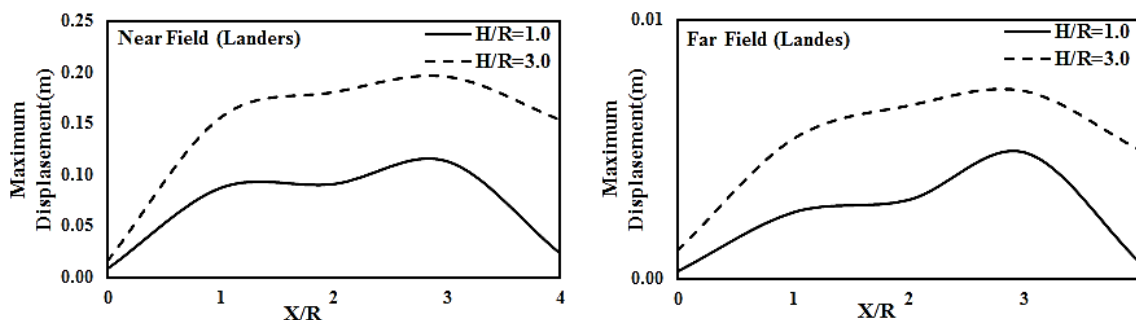 Near Field (Landers)
H/R=1.0
H/R=3.0
Maximum
Displasement(m)
0.25
0.20
0.15
0.10
0.05
0.00
0 1 2 3 4
X/R
Far Field (Landes)
H/R=1.0
H/R=3.0
Maximum
Displasement(m)
0.01
0.00
0 1 2 3
X/R